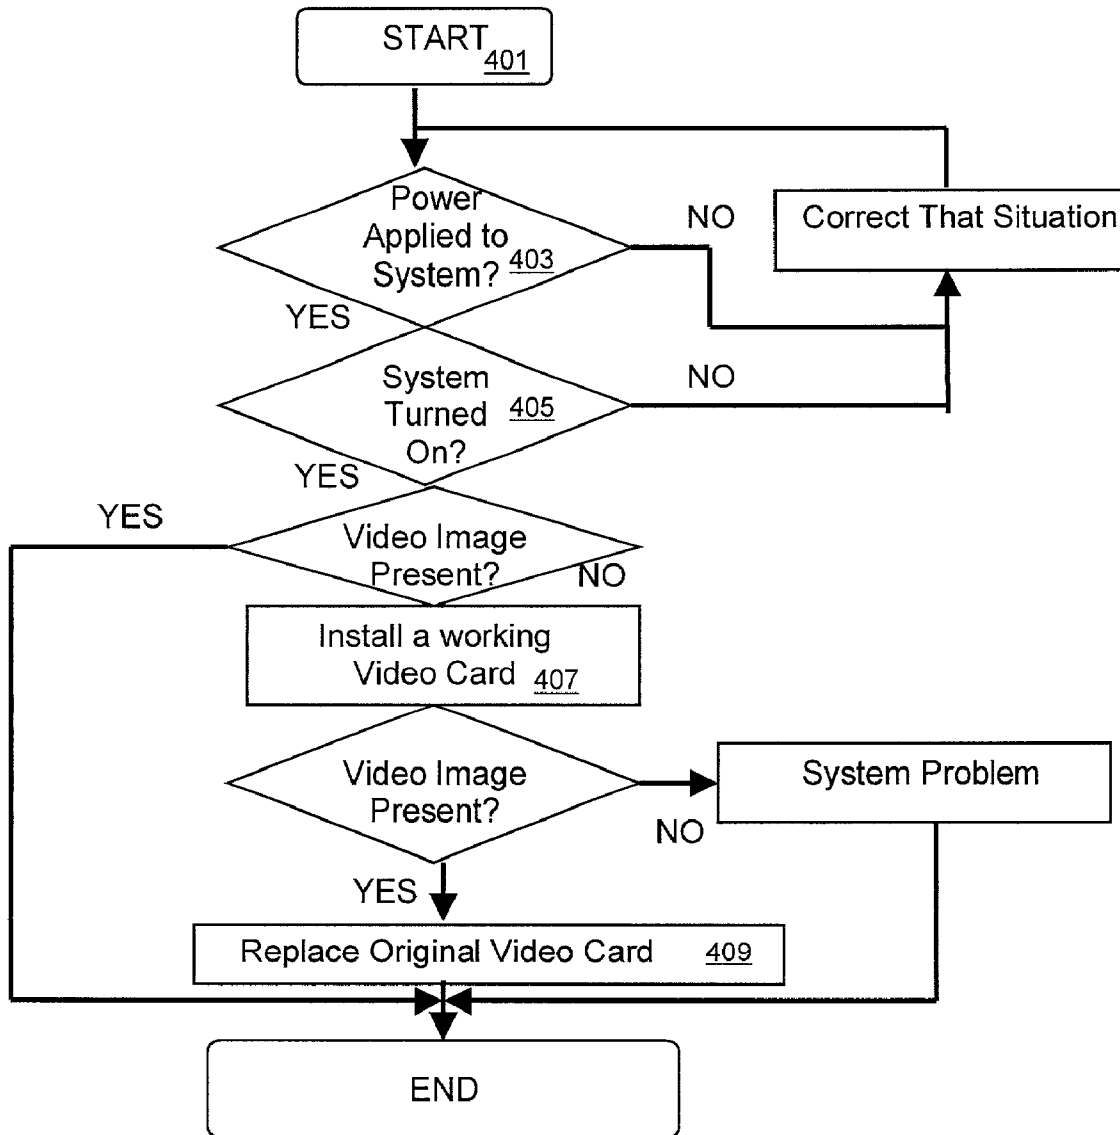 START
401
Power
Applied to
System? 403
NO
Correct That Situation
YES
System
Turned 405
On?
NO
YES
YES
Video Image
Present?
NO
Install a working
Video Card 407
Video Image
Present?
System Problem
NO
YES
Replace Original Video Card 409
END